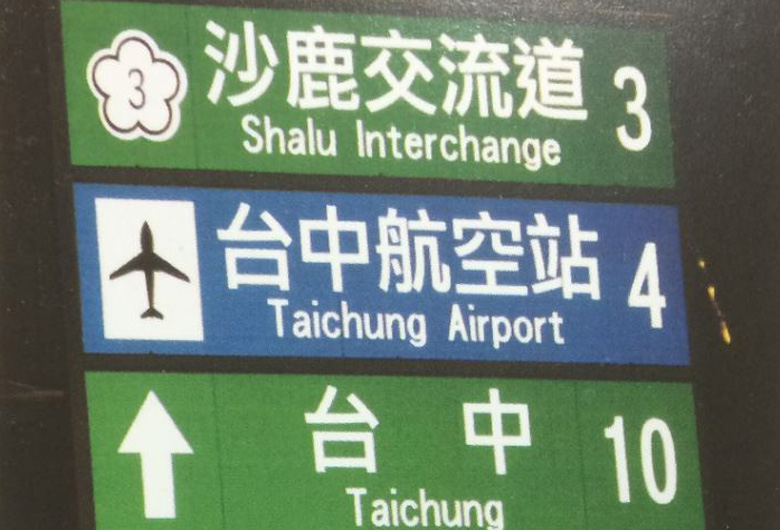 3 沙鹿交流道 3
Shalu Interchange
台中航空站 4
Taichung Airport
台中 10
Taichung